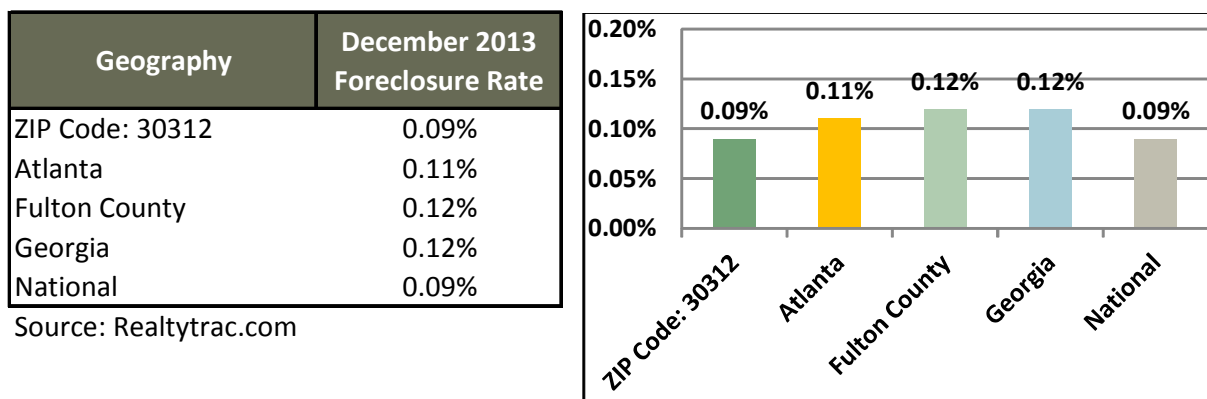 Geography December 2013 Foreclosure Rate
ZIP Code: 30312 0.09%
Atlanta 0.11%
Fulton County 0.12%
Georgia 0.12%
National 0.09%
Source: Realtytrac.com
0.20%
0.15%
0.10%
0.05%
0.00%
0.09%
0.11%
0.12%
0.12%
0.09%
ZIP Code: 30312
Atlanta
Fulton County
Georgia
National